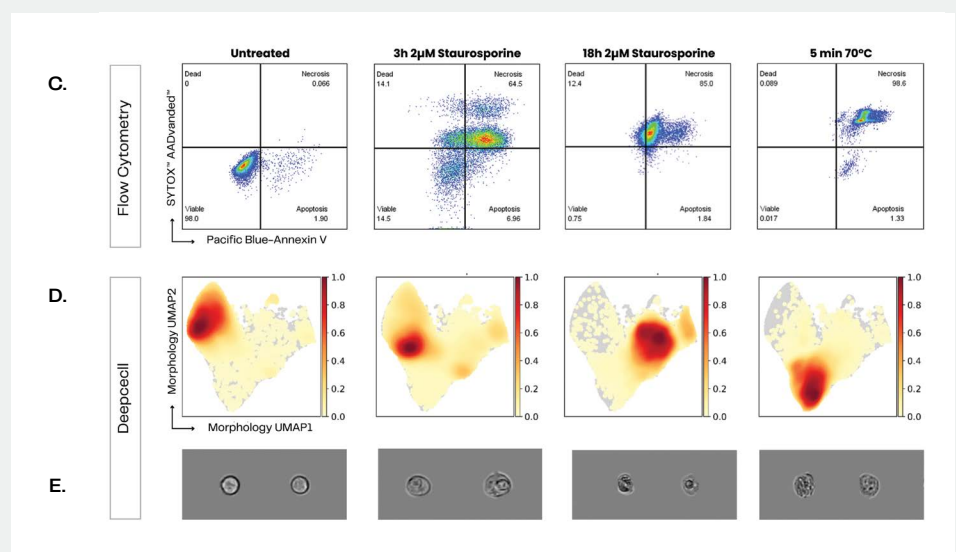 Untreated
3h 2µM Staurosporine
18h 2µM Staurosporine
5 min 70°C
C.
Flow Cytometry
SYTOX™ AADvanded™
Dead
0
Necrosis
0.066
Viable
98.0
Apoptosis
1.90
Dead
14.1
Necrosis
64.5
Viable
14.5
Apoptosis
6.96
Dead
12.4
Necrosis
85.0
Viable
0.75
Apoptosis
1.84
Dead
0.089
Necrosis
98.6
Viable
0.017
Apoptosis
1.33
Pacific Blue-Annexin V
D.
Deepcecll
Morphology UMAP2
1.0
0.8
0.6
0.4
0.2
0.0
1.0
0.8
0.6
0.4
0.2
0.0
1.0
0.8
0.6
0.4
0.2
0.0
1.0
0.8
0.6
0.4
0.2
0.0
Morphology UMAP1
E.